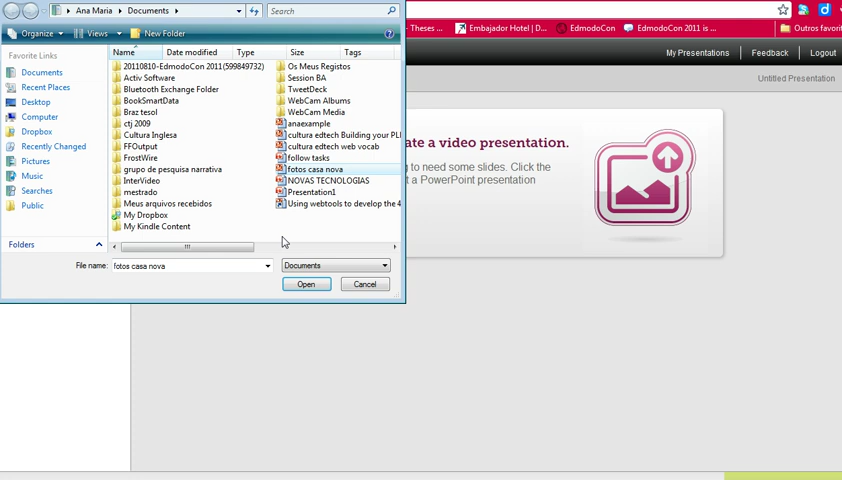 Ana Maria ▸ Documents ▸
Search
Organize
Views
New Folder
Favorite Links
Documents
Recent Places
Desktop
Computer
Dropbox
Recently Changed
Pictures
Music
Searches
Public
Folders
Name Date modified Type Size Tags
20110810-EdmodoCon 2011(599849732)
Activ Software
Bluetooth Exchange Folder
BookSmartData
Braz tesol
ctj 2009
Cultura Inglesa
FFOutput
FrostWire
grupo de pesquisa narrativa
InterVideo
mestrado
Meus arquivos recebidos
My Dropbox
My Kindle Content
Os Meus Registos
Session BA
TweetDeck
WebCam Albums
WebCam Media
anaexample
cultura edtech Building your PL
cultura edtech web vocab
follow tasks
fotos casa nova
NOVAS TECNOLOGIAS
Presentation1
Using webtools to develop the 4
File name: fotos casa nova
Documents
Open
Cancel
- Theses ...
Embajador Hotel | D...
EdmodoCon
EdmodoCon 2011 is ...
Outros favorit
My Presentations
Feedback
Logout
Untitled Presentation
ate a video presentation.
g to need some slides. Click the
t a PowerPoint presentation